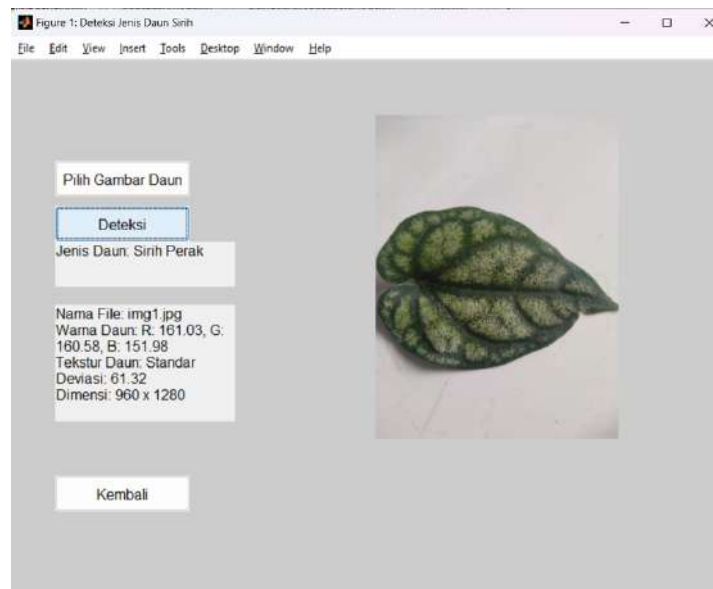 Figure 1: Deteksi Jenis Daun Sirih
File Edit View Insert Tools Desktop Window Help
Pilih Gambar Daun
Deteksi
Jenis Daun: Sirih Perak
Nama File: img1.jpg
Warna Daun: R: 161.03, G:
160.58, B: 151.98
Tekstur Daun: Standar
Deviasi: 61.32
Dimensi: 960 x 1280
Kembali